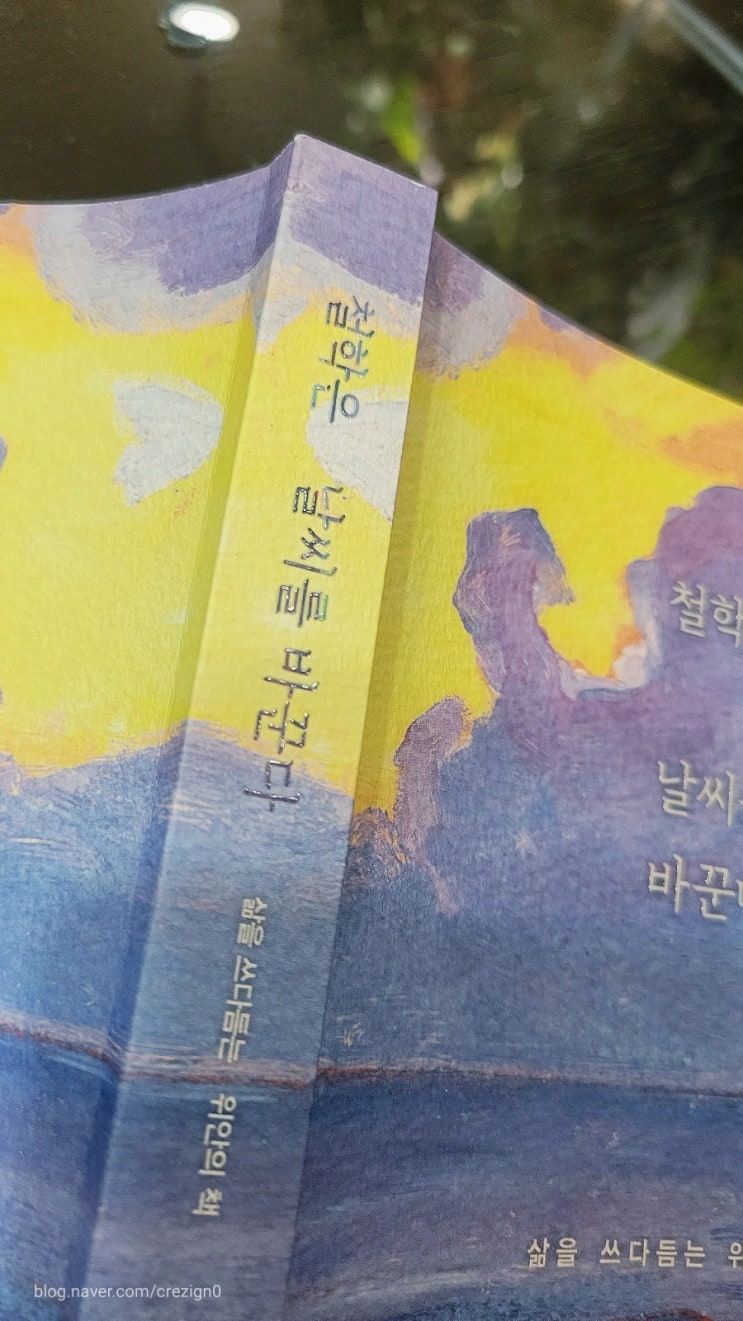 철학은 날씨를 바꾼다
삶을 쓰다듬는 위안의 책
철학
날씨
바꾼
삶을 쓰다듬는 위
blog.naver.com/crezign0